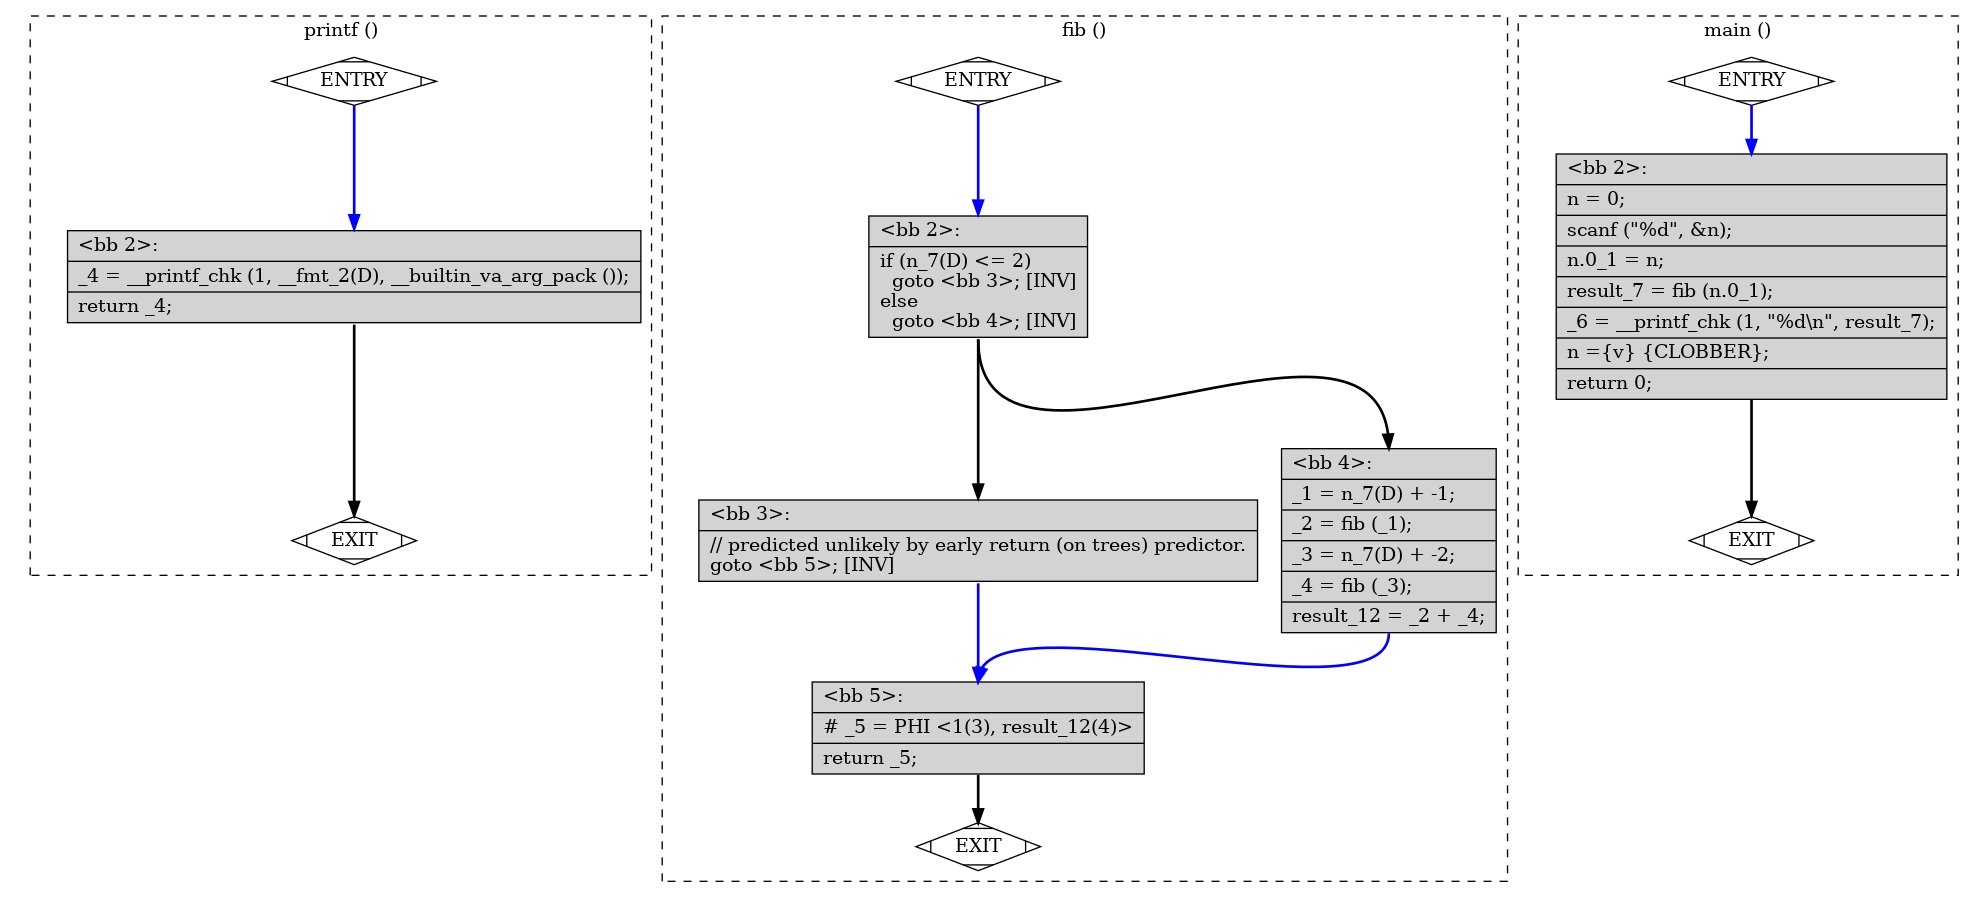 printf ()
ENTRY
<bb 2>:
_4 = __printf_chk (1, __fmt_2(D), __builtin_va_arg_pack ());
return _4;
EXIT
fib ()
ENTRY
<bb 2>:
if (n_7(D) <= 2)
  goto <bb 3>; [INV]
else
  goto <bb 4>; [INV]
<bb 3>:
// predicted unlikely by early return (on trees) predictor.
goto <bb 5>; [INV]
<bb 4>:
_1 = n_7(D) + -1;
_2 = fib (_1);
_3 = n_7(D) + -2;
_4 = fib (_3);
result_12 = _2 + _4;
<bb 5>:
# _5 = PHI <1(3), result_12(4)>
return _5;
EXIT
main ()
ENTRY
<bb 2>:
n = 0;
scanf ("%d", &n);
n.0_1 = n;
result_7 = fib (n.0_1);
_6 = __printf_chk (1, "%d\n", result_7);
n ={v} {CLOBBER};
return 0;
EXIT